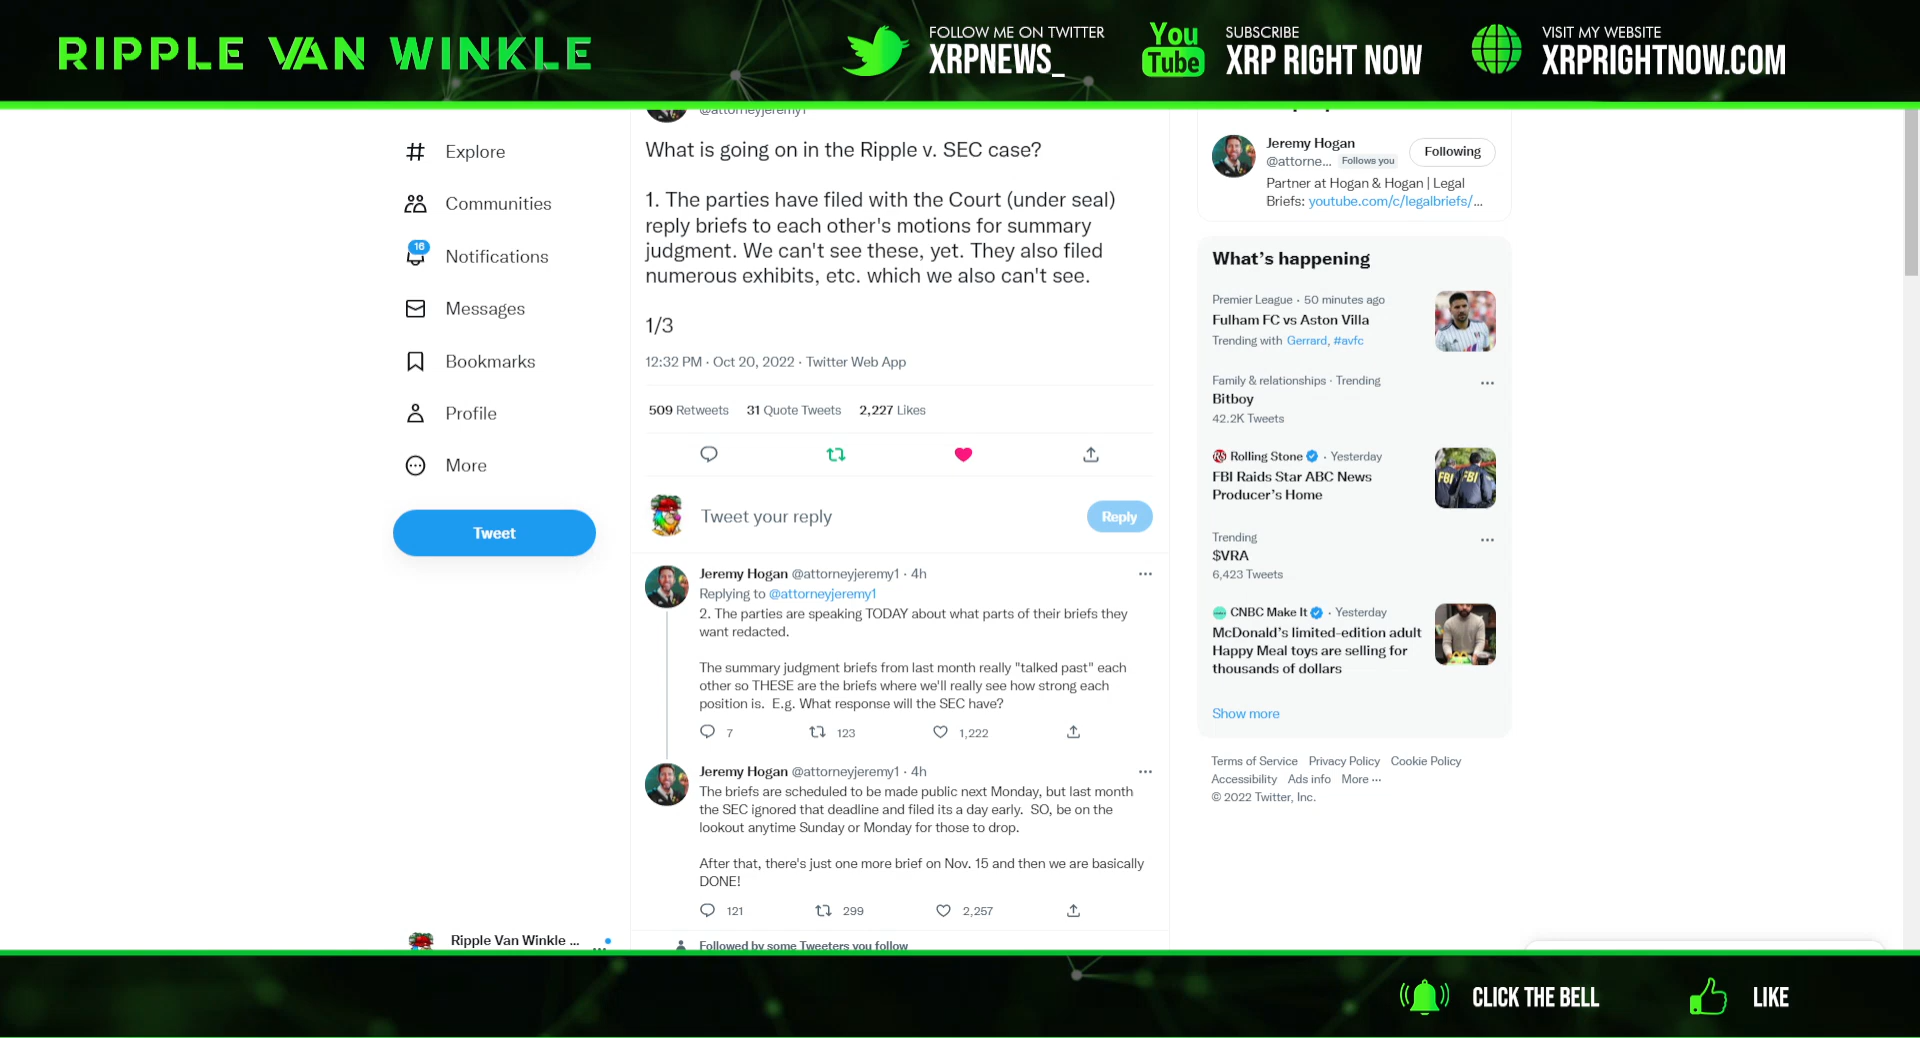 RIPPLE VAN WINKLE
FOLLOW ME ON TWITTER
XRPNEWS_
You
Tube
SUBSCRIBE
XRP RIGHT NOW
VISIT MY WEBSITE
XRPRIGHTNOW.COM
Explore
Communities
16
Notifications
Messages
Bookmarks
Profile
More
Tweet
Ripple Van Winkle ...
@attorneyjeremy1
What is going on in the Ripple v. SEC case?
1. The parties have filed with the Court (under seal)
reply briefs to each other's motions for summary
judgment. We can't see these, yet. They also filed
numerous exhibits, etc. which we also can't see.
1/3
12:32 PM · Oct 20, 2022 · Twitter Web App
509 Retweets 31 Quote Tweets 2,227 Likes
Tweet your reply
Reply
Jeremy Hogan @attorneyjeremy1 · 4h
Replying to @attorneyjeremy1
2. The parties are speaking TODAY about what parts of their briefs they
want redacted.
The summary judgment briefs from last month really "talked past" each
other so THESE are the briefs where we'll really see how strong each
position is. E.g. What response will the SEC have?
7 123 1,222
Jeremy Hogan @attorneyjeremy1 · 4h
The briefs are scheduled to be made public next Monday, but last month
the SEC ignored that deadline and filed its a day early. SO, be on the
lookout anytime Sunday or Monday for those to drop.
After that, there's just one more brief on Nov. 15 and then we are basically
DONE!
121 299 2,257
Followed by some Tweeters you follow
Jeremy Hogan
@attorne... Follows you
Following
Partner at Hogan & Hogan | Legal
Briefs: youtube.com/c/legalbriefs/...
What's happening
Premier League · 50 minutes ago
Fulham FC vs Aston Villa
Trending with Gerrard, #avfc
Family & relationships · Trending
Bitboy
42.2K Tweets
Rolling Stone · Yesterday
FBI Raids Star ABC News
Producer's Home
FBI FBI
Trending
$VRA
6,423 Tweets
CNBC Make It · Yesterday
McDonald's limited-edition adult
Happy Meal toys are selling for
thousands of dollars
Show more
Terms of Service Privacy Policy Cookie Policy
Accessibility Ads info More ...
© 2022 Twitter, Inc.
CLICK THE BELL
LIKE